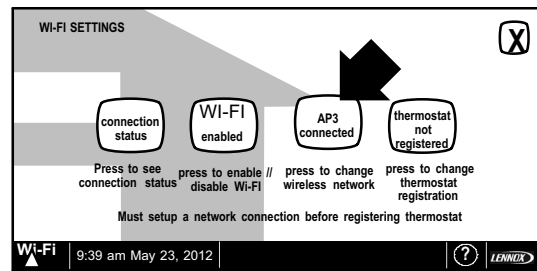 WI-FI SETTINGS
X
connection
status
WI-FI
enabled
AP3
connected
thermostat
not
registered
Press to see
connection status
press to enable //
disable Wi-FI
press to change
wireless network
press to change
thermostat
registration
Must setup a network connection before registering thermostat
Wi-Fi
9:39 am May 23, 2012
?
LENNOX